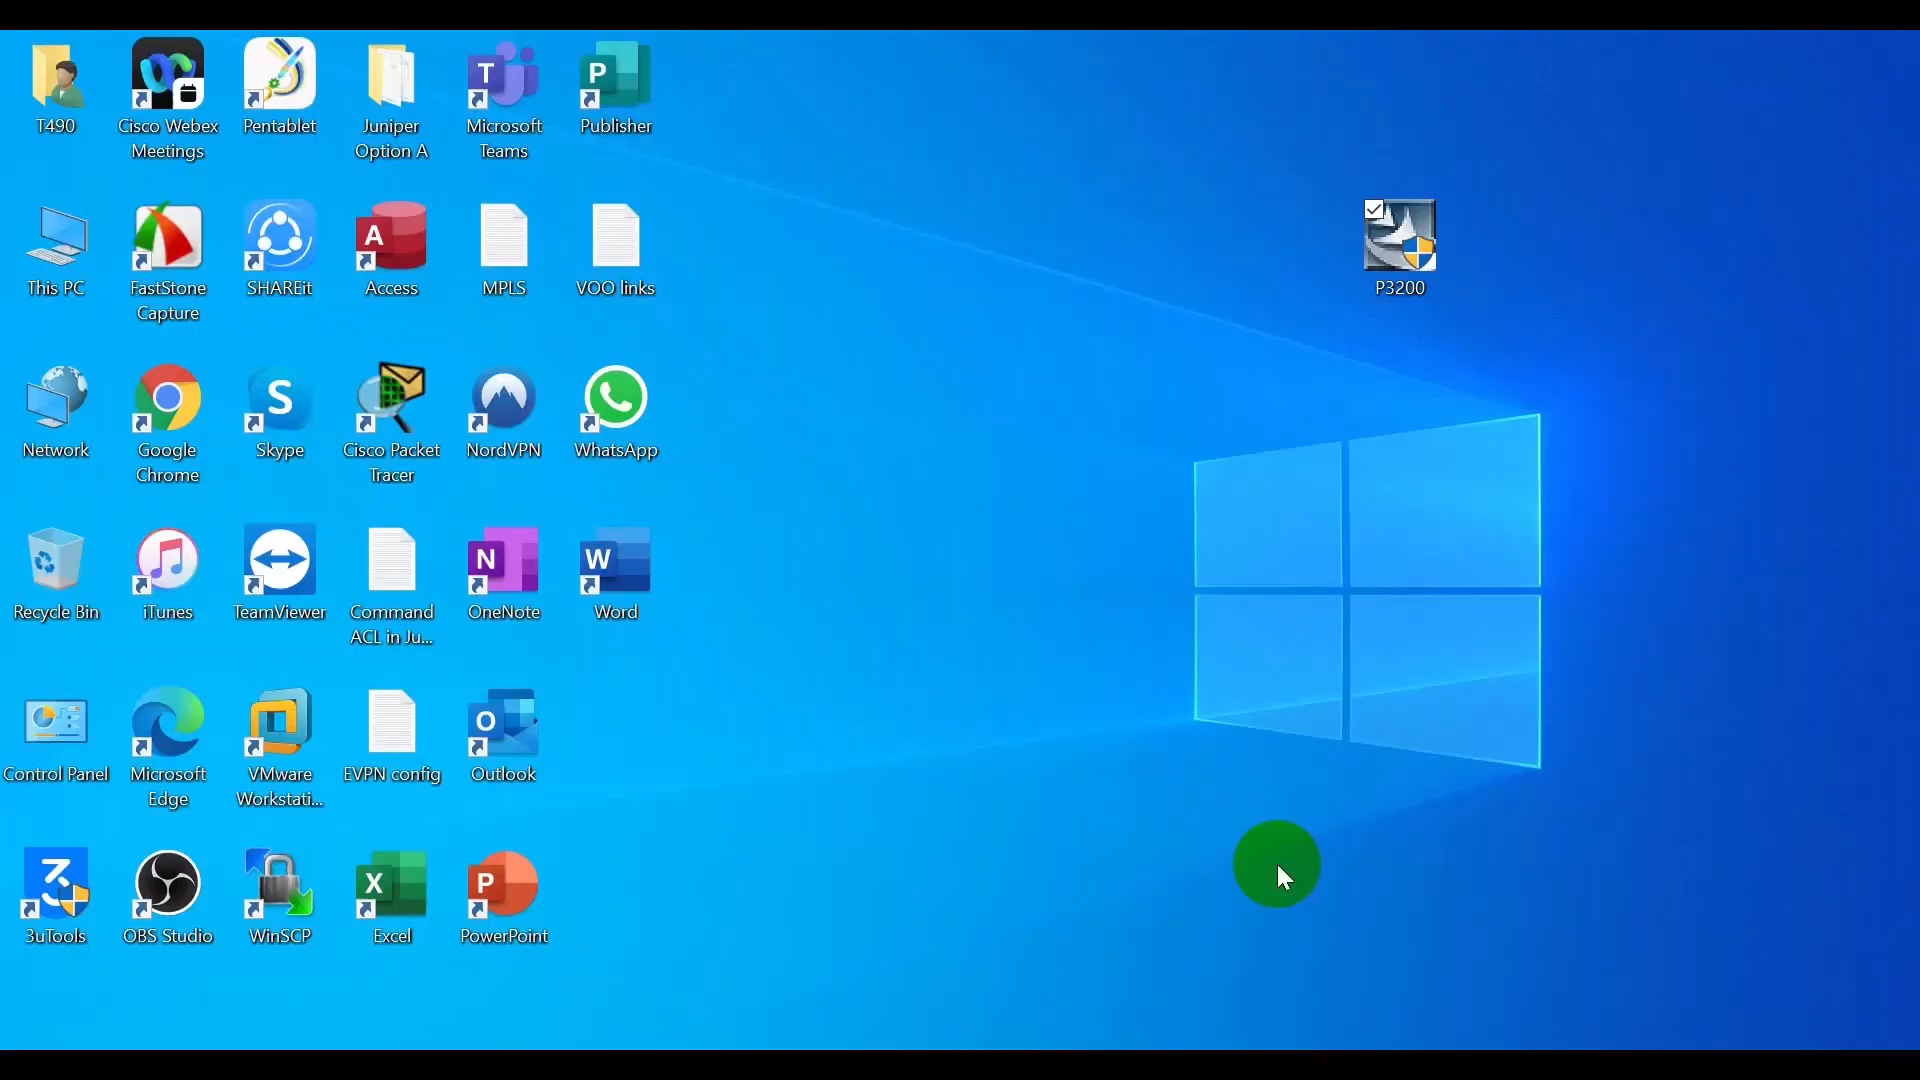 T490
Cisco Webex
Meetings
Pentablet
Juniper
Option A
Microsoft
Teams
Publisher
This PC
FastStone
Capture
SHAREit
Access
MPLS
VOO links
P3200
Network
Google
Chrome
Skype
Cisco Packet
Tracer
NordVPN
WhatsApp
Recycle Bin
iTunes
TeamViewer
Command
ACL in Ju...
OneNote
Word
Control Panel
Microsoft
Edge
VMware
Workstati...
EVPN config
Outlook
3uTools
OBS Studio
WinSCP
Excel
PowerPoint